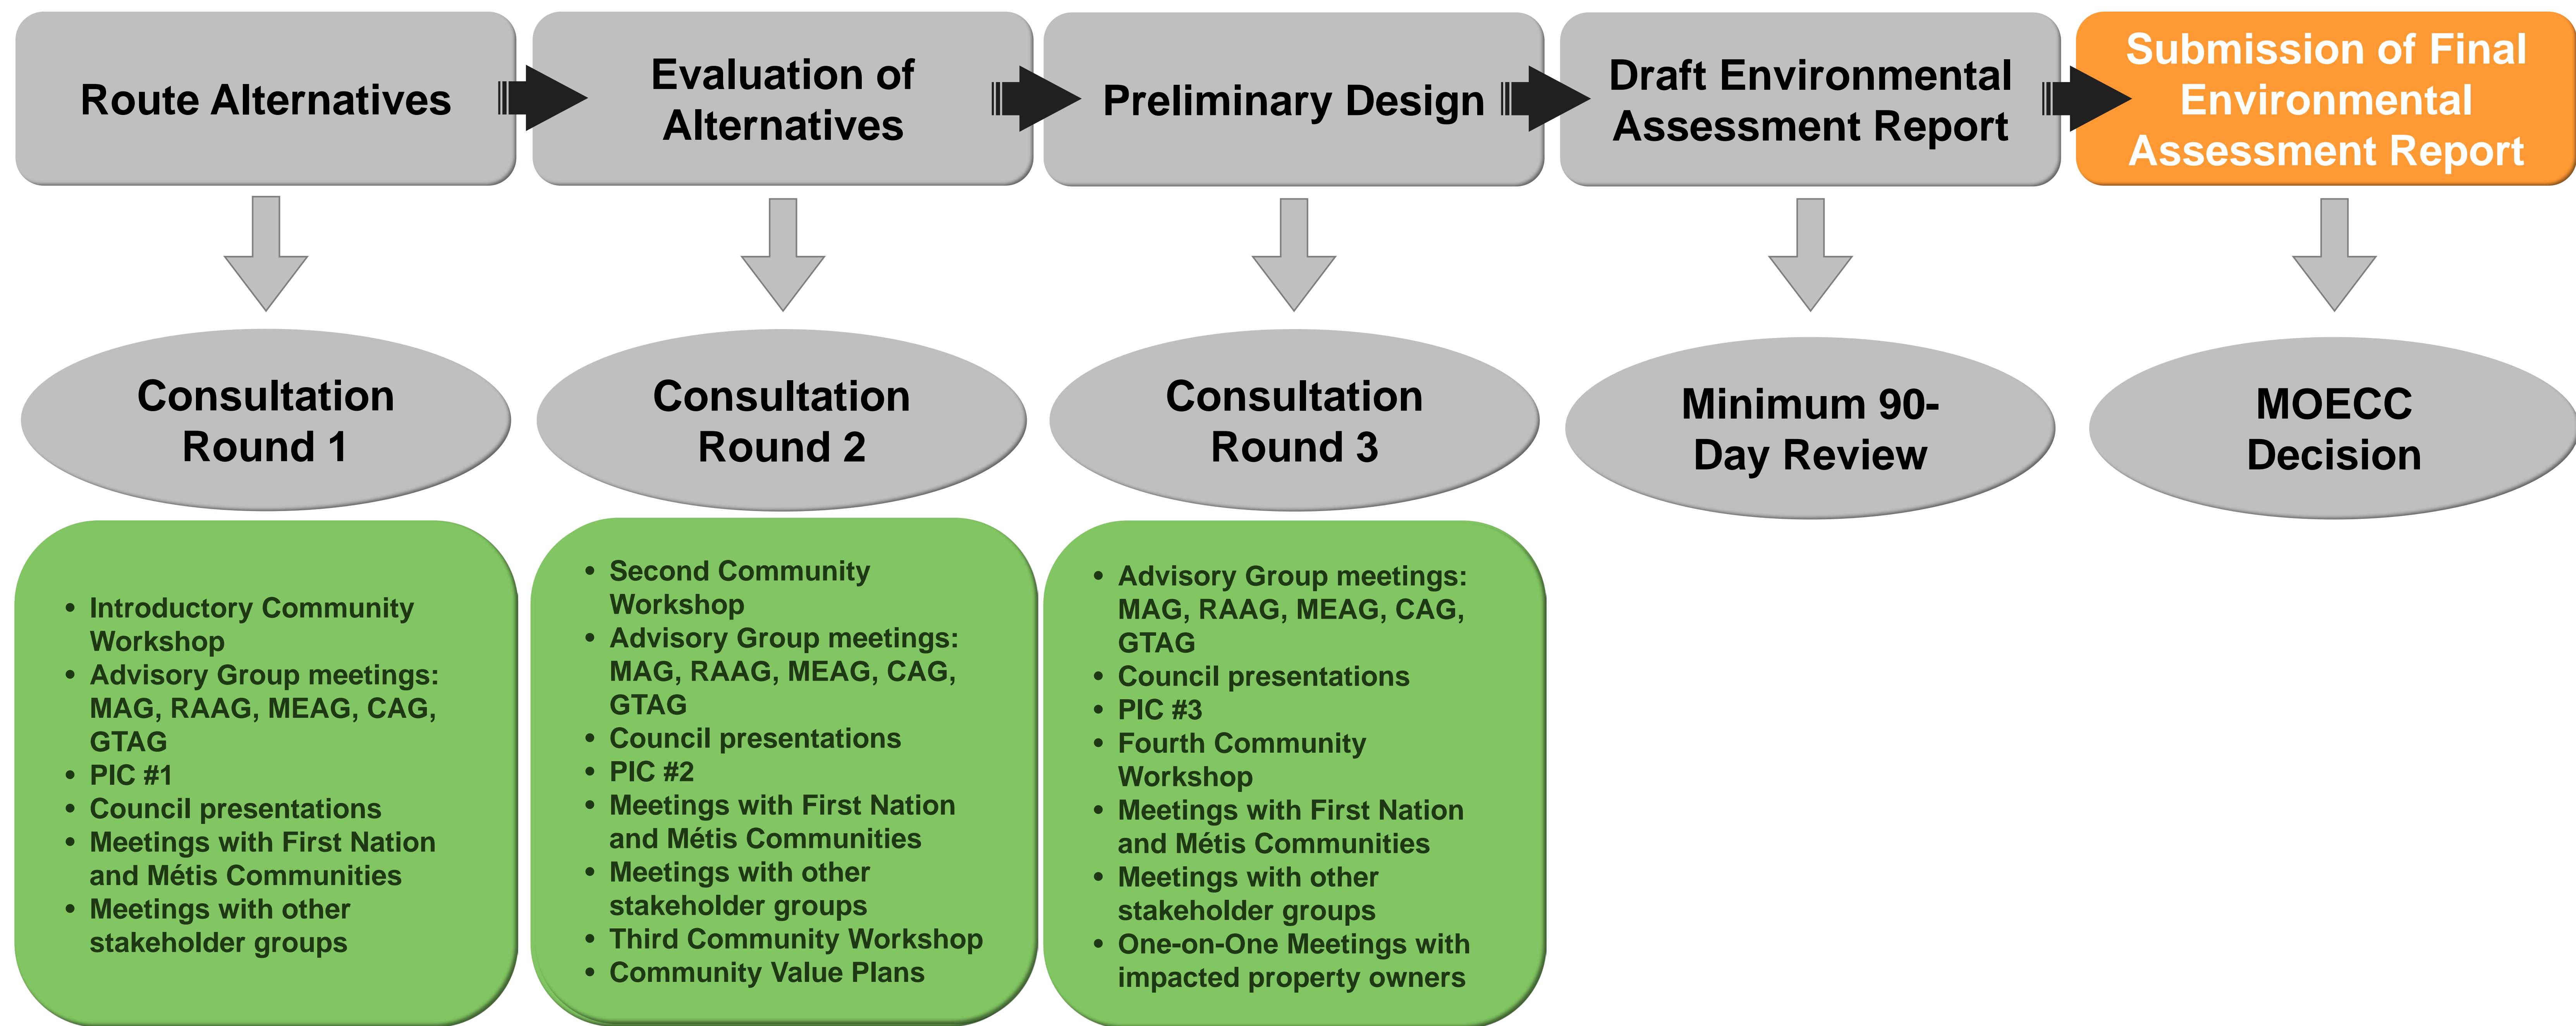 Route Alternatives
Evaluation of
Alternatives
Preliminary Design
Draft Environmental
Assessment Report
Submission of Final
Environmental
Assessment Report
Consultation
Round 1
Consultation
Round 2
Consultation
Round 3
Minimum 90-
Day Review
MOECC
Decision
• Introductory Community
Workshop
• Advisory Group meetings:
MAG, RAAG, MEAG, CAG,
GTAG
• PIC #1
• Council presentations
• Meetings with First Nation
and Métis Communities
• Meetings with other
stakeholder groups
• Second Community
Workshop
• Advisory Group meetings:
MAG, RAAG, MEAG, CAG,
GTAG
• Council presentations
• PIC #2
• Meetings with First Nation
and Métis Communities
• Meetings with other
stakeholder groups
• Third Community Workshop
• Community Value Plans
• Advisory Group meetings:
MAG, RAAG, MEAG, CAG,
GTAG
• Council presentations
• PIC #3
• Fourth Community
Workshop
• Meetings with First Nation
and Métis Communities
• Meetings with other
stakeholder groups
• One-on-One Meetings with
impacted property owners